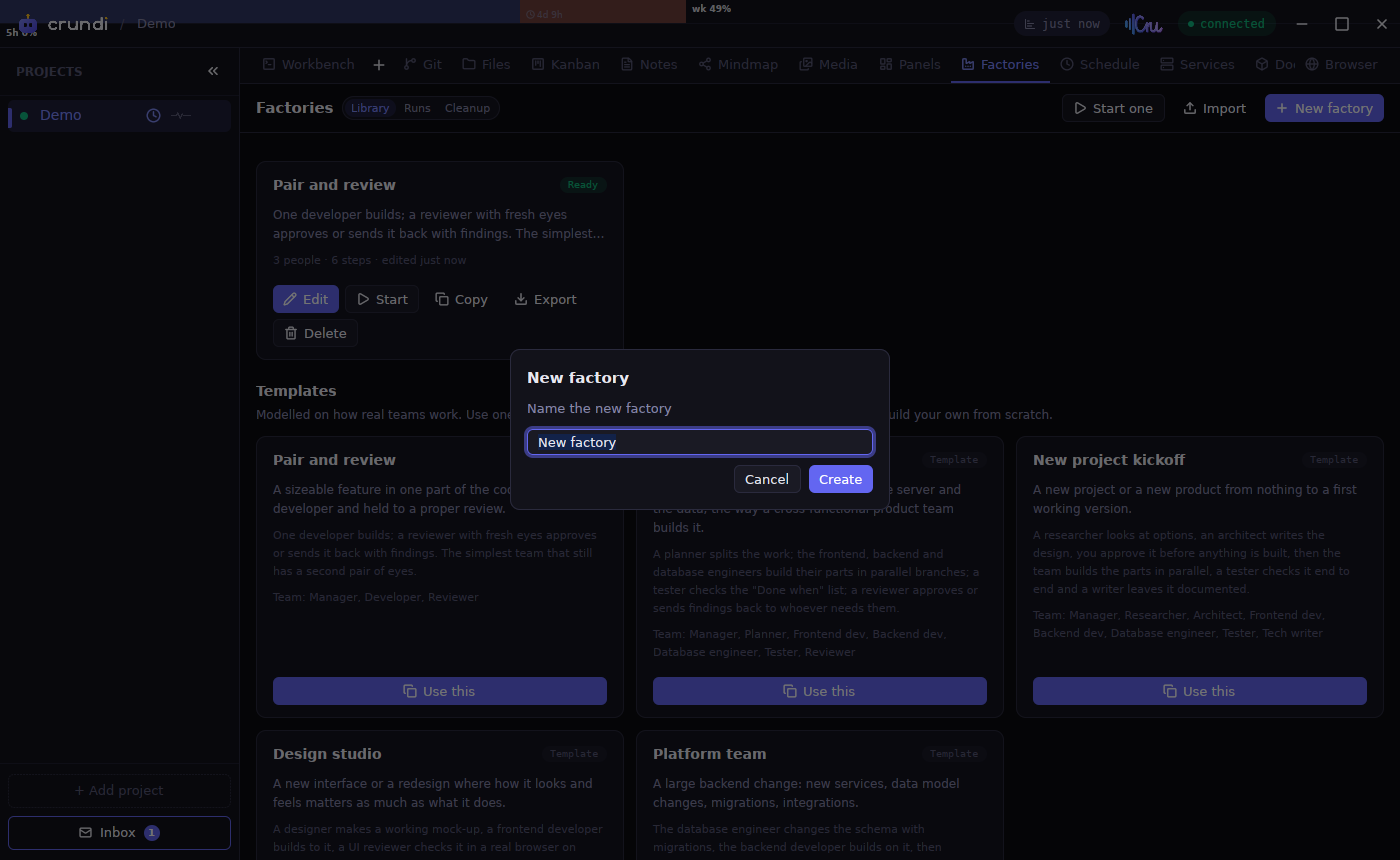 5h 0%
4d 9h
wk 49%
crundi / Demo
just now
Cru
connected
PROJECTS
Demo
+ Add project
Inbox 1
Workbench
+
Git
Files
Kanban
Notes
Mindmap
Media
Panels
Factories
Schedule
Services
Doc
Browser
Factories
Library Runs Cleanup
Start one
Import
+ New factory
Pair and review
Ready
One developer builds; a reviewer with fresh eyes
approves or sends it back with findings. The simplest…
3 people · 6 steps · edited just now
Edit
Start
Copy
Export
Delete
Templates
Modelled on how real teams work. Use one
uild your own from scratch.
New factory
Name the new factory
New factory
Cancel
Create
Pair and review
A sizeable feature in one part of the co
developer and held to a proper review.
One developer builds; a reviewer with fresh eyes approves
or sends it back with findings. The simplest team that still
has a second pair of eyes.
Team: Manager, Developer, Reviewer
Use this
Template
e server and
the data, the way a cross-functional product team
builds it.
A planner splits the work; the frontend, backend and
database engineers build their parts in parallel branches; a
tester checks the "Done when" list; a reviewer approves or
sends findings back to whoever needs them.
Team: Manager, Planner, Frontend dev, Backend dev,
Database engineer, Tester, Reviewer
Use this
New project kickoff
Template
A new project or a new product from nothing to a first
working version.
A researcher looks at options, an architect writes the
design, you approve it before anything is built, then the
team builds the parts in parallel, a tester checks it end to
end and a writer leaves it documented.
Team: Manager, Researcher, Architect, Frontend dev,
Backend dev, Database engineer, Tester, Tech writer
Use this
Design studio
Template
A new interface or a redesign where how it looks and
feels matters as much as what it does.
A designer makes a working mock-up, a frontend developer
builds to it, a UI reviewer checks it in a real browser on
Platform team
Template
A large backend change: new services, data model
changes, migrations, integrations.
The database engineer changes the schema with
migrations, the backend developer builds on it, then